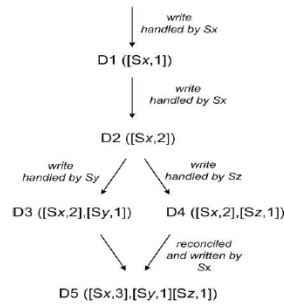 write
handled by Sx
D1 ([Sx,1])
write
handled by Sx
D2 ([Sx,2])
write
handled by Sy
write
handled by Sz
D3 ([Sx,2],[Sy,1])
D4 ([Sx,2],[Sz,1])
reconciled
and written by
Sx
D5 ([Sx,3],[Sy,1][Sz,1])